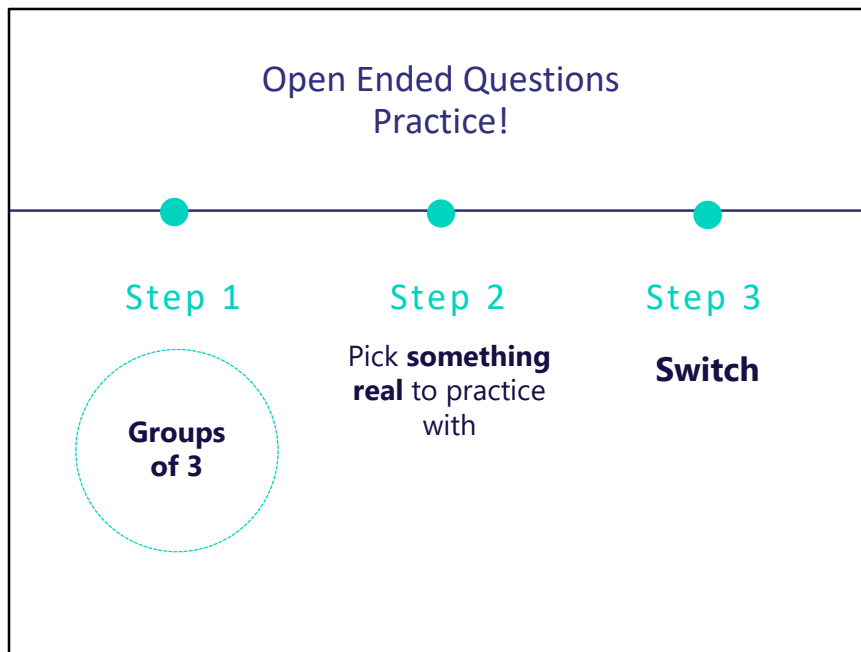 Open Ended Questions
Practice!
Step 1
Groups
of 3
Step 2
Pick something
real to practice
with
Step 3
Switch